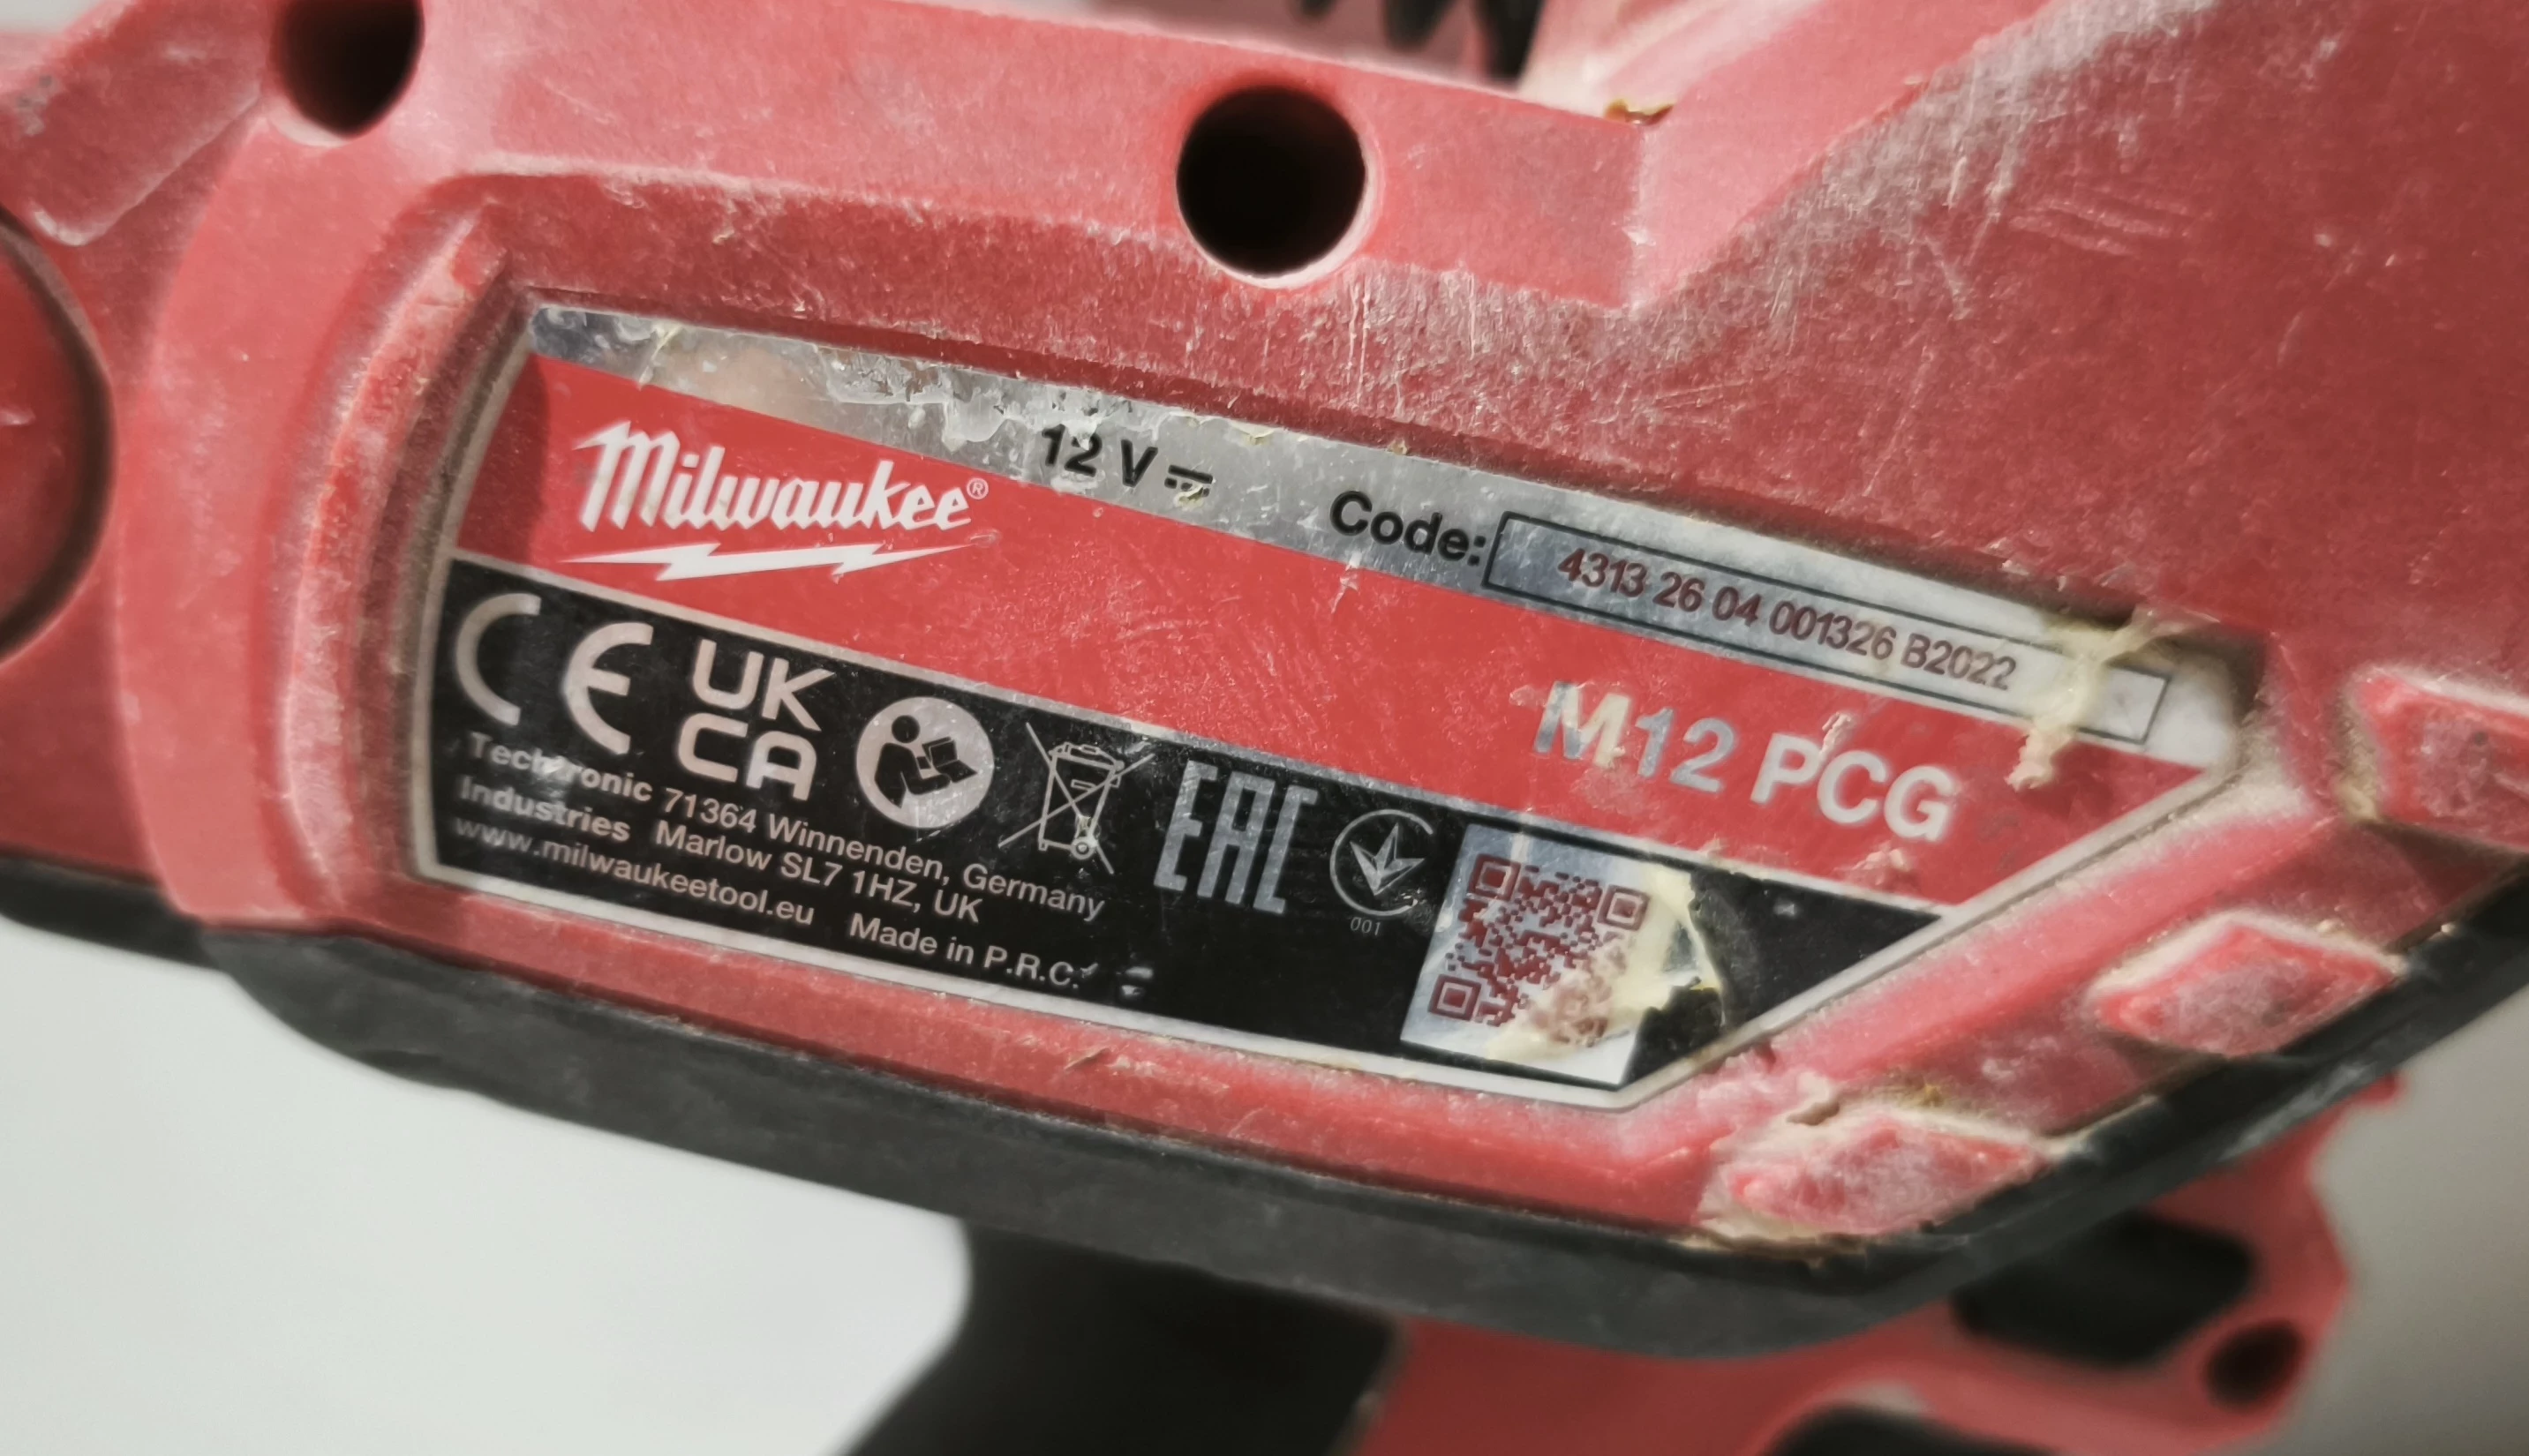 Milwaukee®
12 V
Code: 4313 26 04 001326 B2022
M12 PCG
CE UK CA
EAC
001
Techtronic Industries
71364 Winnenden, Germany
Marlow SL7 1HZ, UK
www.milwaukeetool.eu Made in P.R.C.